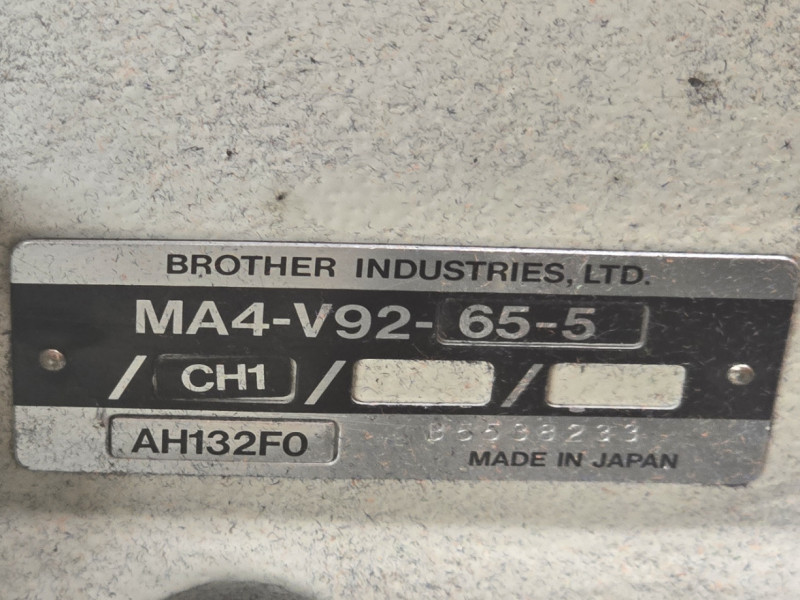 BROTHER INDUSTRIES, LTD.
MA4-V92-65-5
/ CH1 / /
AH132F0
MADE IN JAPAN